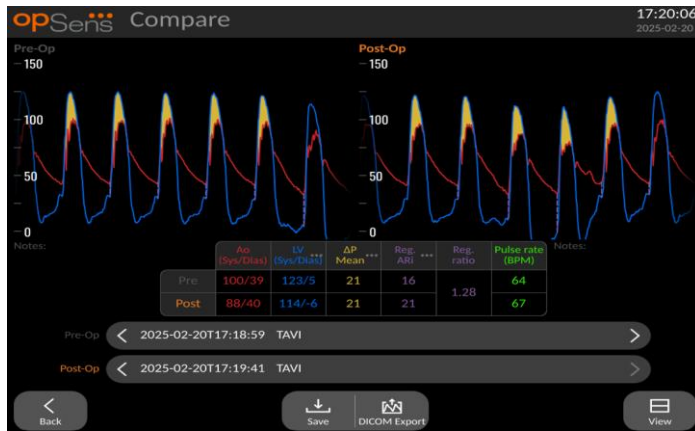 opSens Compare 17:20:06
2025-02-20
Pre-Op Post-Op
150 150
100 100
50 50
0 0
Notes: Notes:
Ao (Sys/Dias) LV (Sys/Dias) ΔP Mean Reg. ARi Reg. ratio Pulse rate (BPM)
Pre 100/39 123/5 21 16 1.28 64
Post 88/40 114/-6 21 21 67
Pre-Op 2025-02-20T17:18:59 TAVI
Post-Op 2025-02-20T17:19:41 TAVI
Back Save DICOM Export View